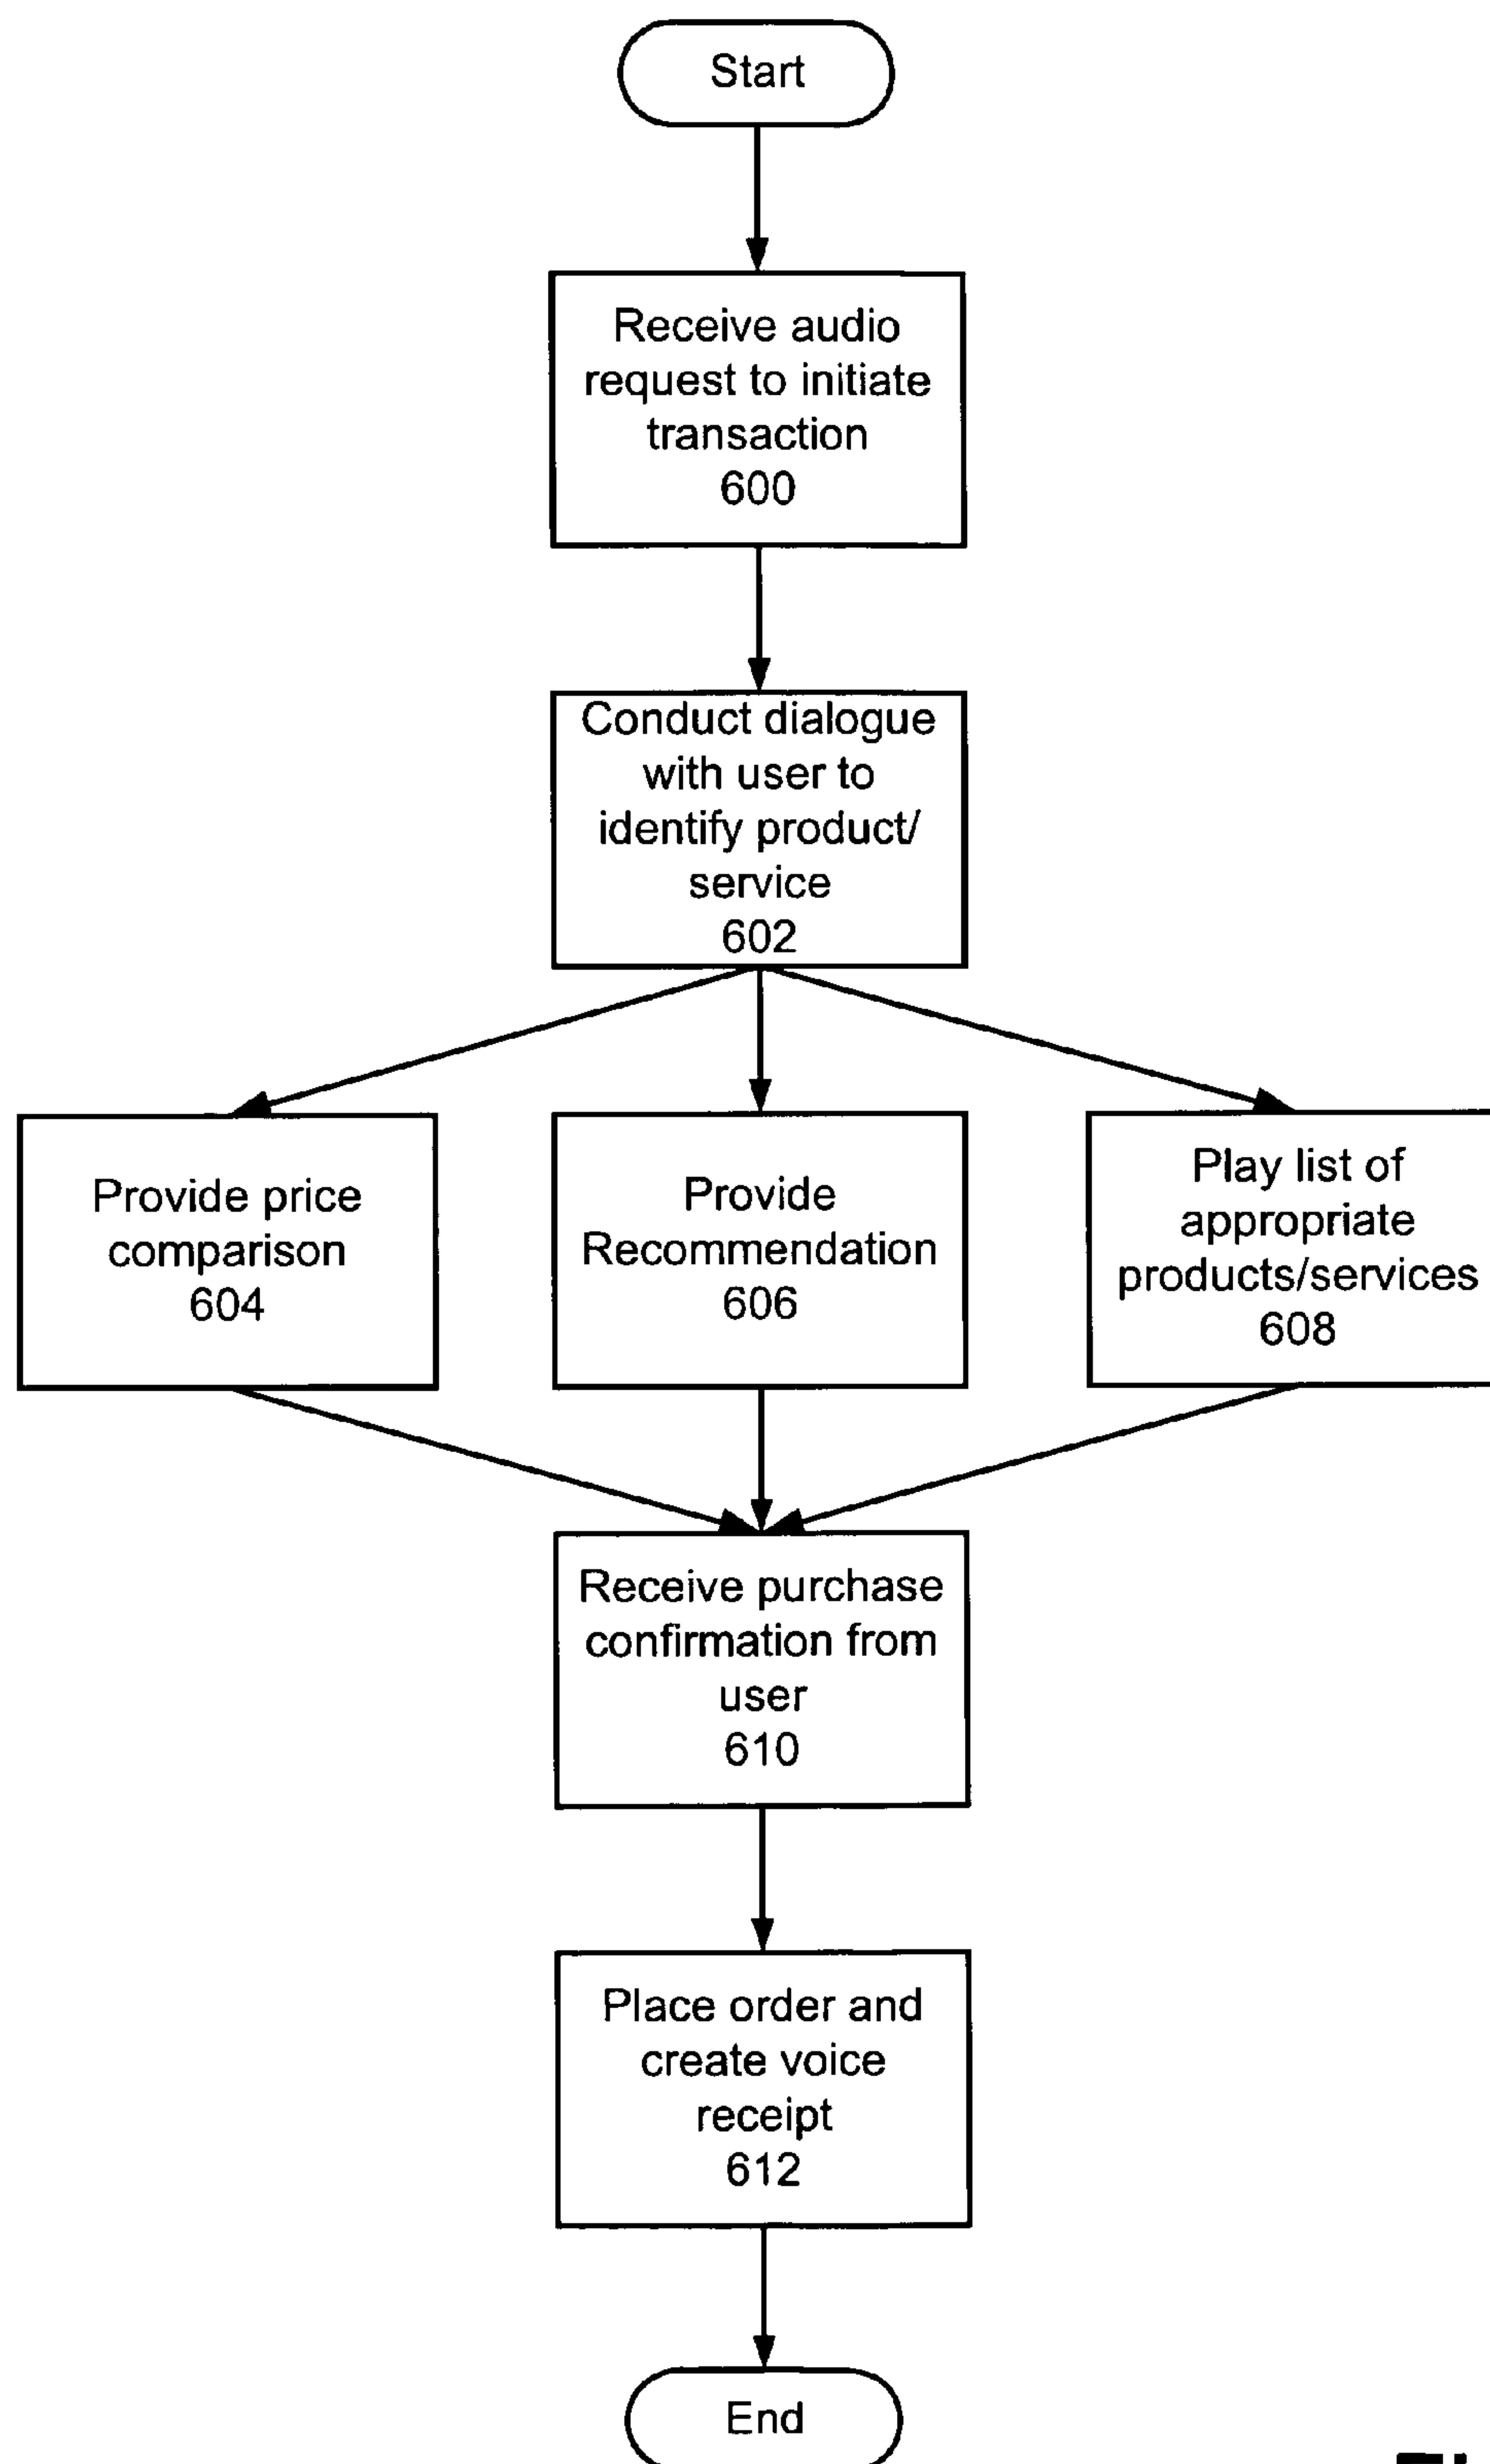 Start
Receive audio
request to initiate
transaction
600
Conduct dialogue
with user to
identify product/
service
602
Provide price
comparison
604
Provide
Recommendation
606
Play list of
appropriate
products/services
608
Receive purchase
confirmation from
user
610
Place order and
create voice
receipt
612
End